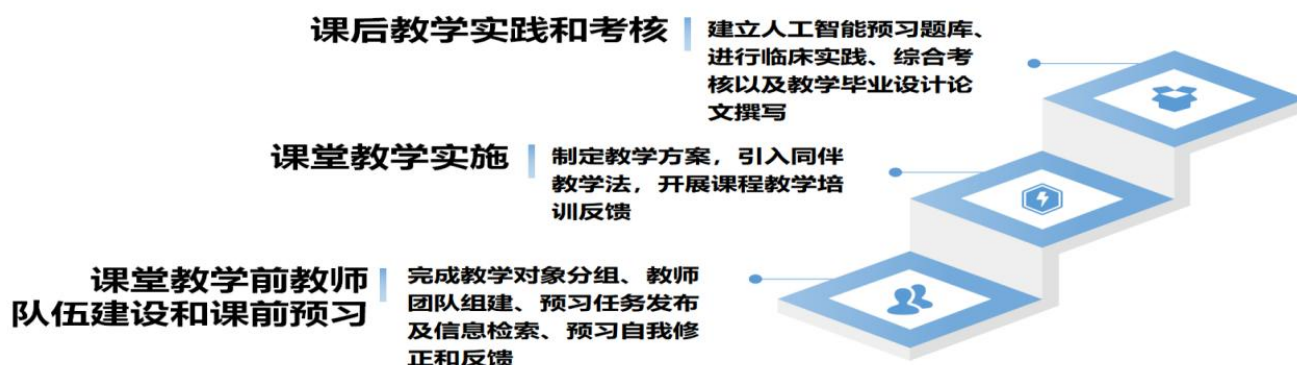 课后教学实践和考核
建立人工智能预习题库、
进行临床实践、综合考
核以及教学毕业设计论
文撰写
课堂教学实施
制定教学方案，引入同伴
教学法，开展课程教学培
训反馈
课堂教学前教师
队伍建设和课前预习
完成教学对象分组、教师
团队组建、预习任务发布
及信息检索、预习自我修
正和反馈